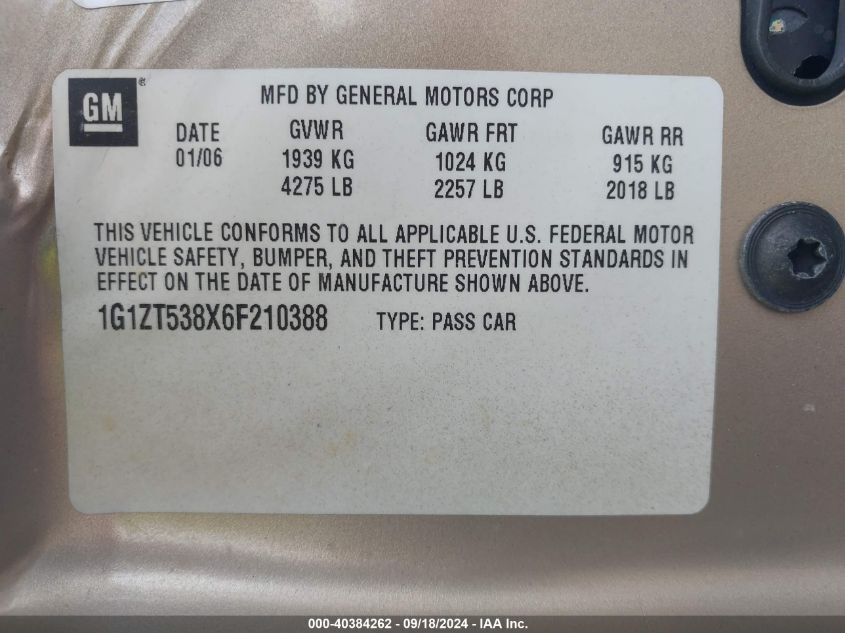 GM®
MFD BY GENERAL MOTORS CORP
DATE GVWR GAWR FRT GAWR RR
01/06 1939 KG 1024 KG 915 KG
4275 LB 2257 LB 2018 LB
THIS VEHICLE CONFORMS TO ALL APPLICABLE U.S. FEDERAL MOTOR
VEHICLE SAFETY, BUMPER, AND THEFT PREVENTION STANDARDS IN
EFFECT ON THE DATE OF MANUFACTURE SHOWN ABOVE.
1G1ZT538X6F210388 TYPE: PASS CAR
000-40384262 - 09/18/2024 - IAA Inc.